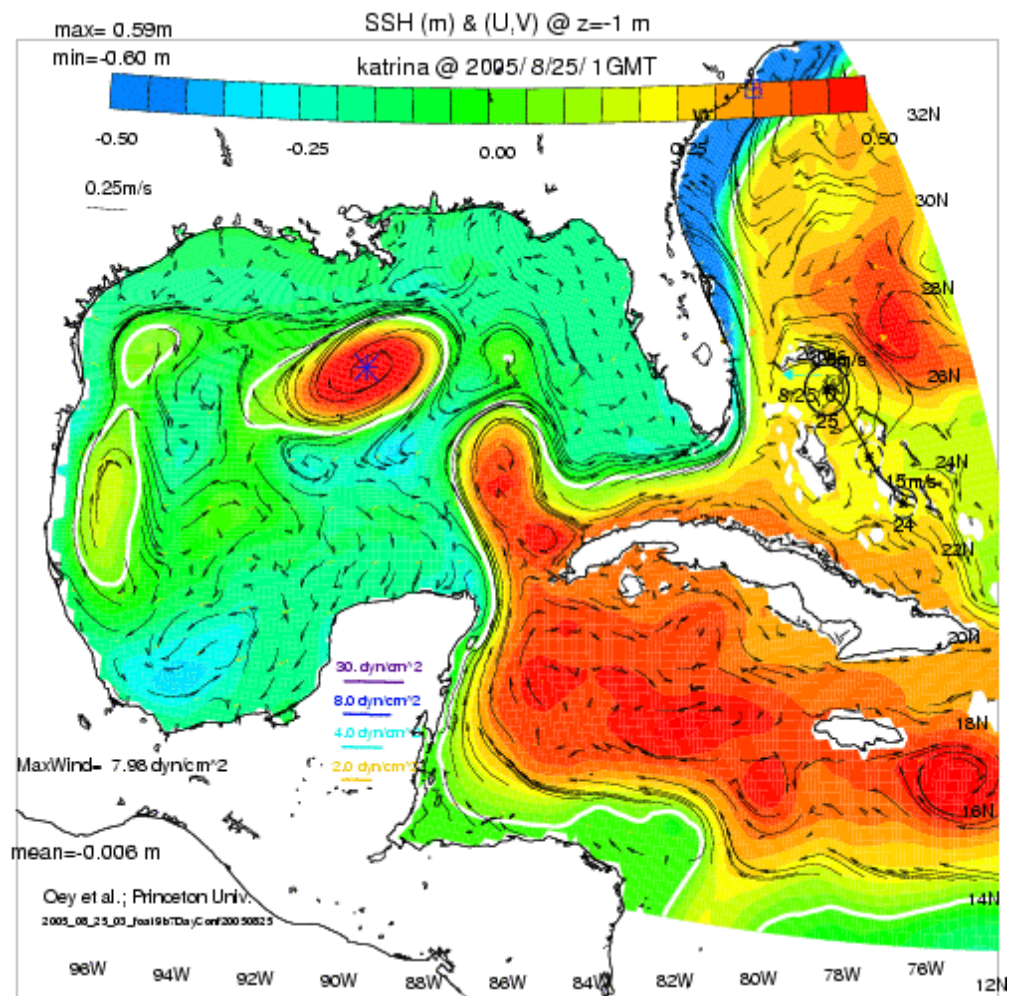 SSH (m) & (U,V) @ z=-1 m
max= 0.59m
min=-0.60 m
katrina @ 2005/ 8/25/ 1GMT
-0.50
-0.25
0.00
0.25
0.50
0.25m/s
32N
30N
28N
26N
24N
22N
20N
18N
16N
14N
12N
8/25/0
25
15m/s
24
30. dyn/cm^2
8.0 dyn/cm^2
4.0 dyn/cm^2
2.0 dyn/cm^2
MaxWind= 7.98 dyn/cm^2
mean=-0.006 m
Oey et al.; Princeton Univ.
96W
94W
92W
90W
88W
86W
84W
82W
80W
78W
76W